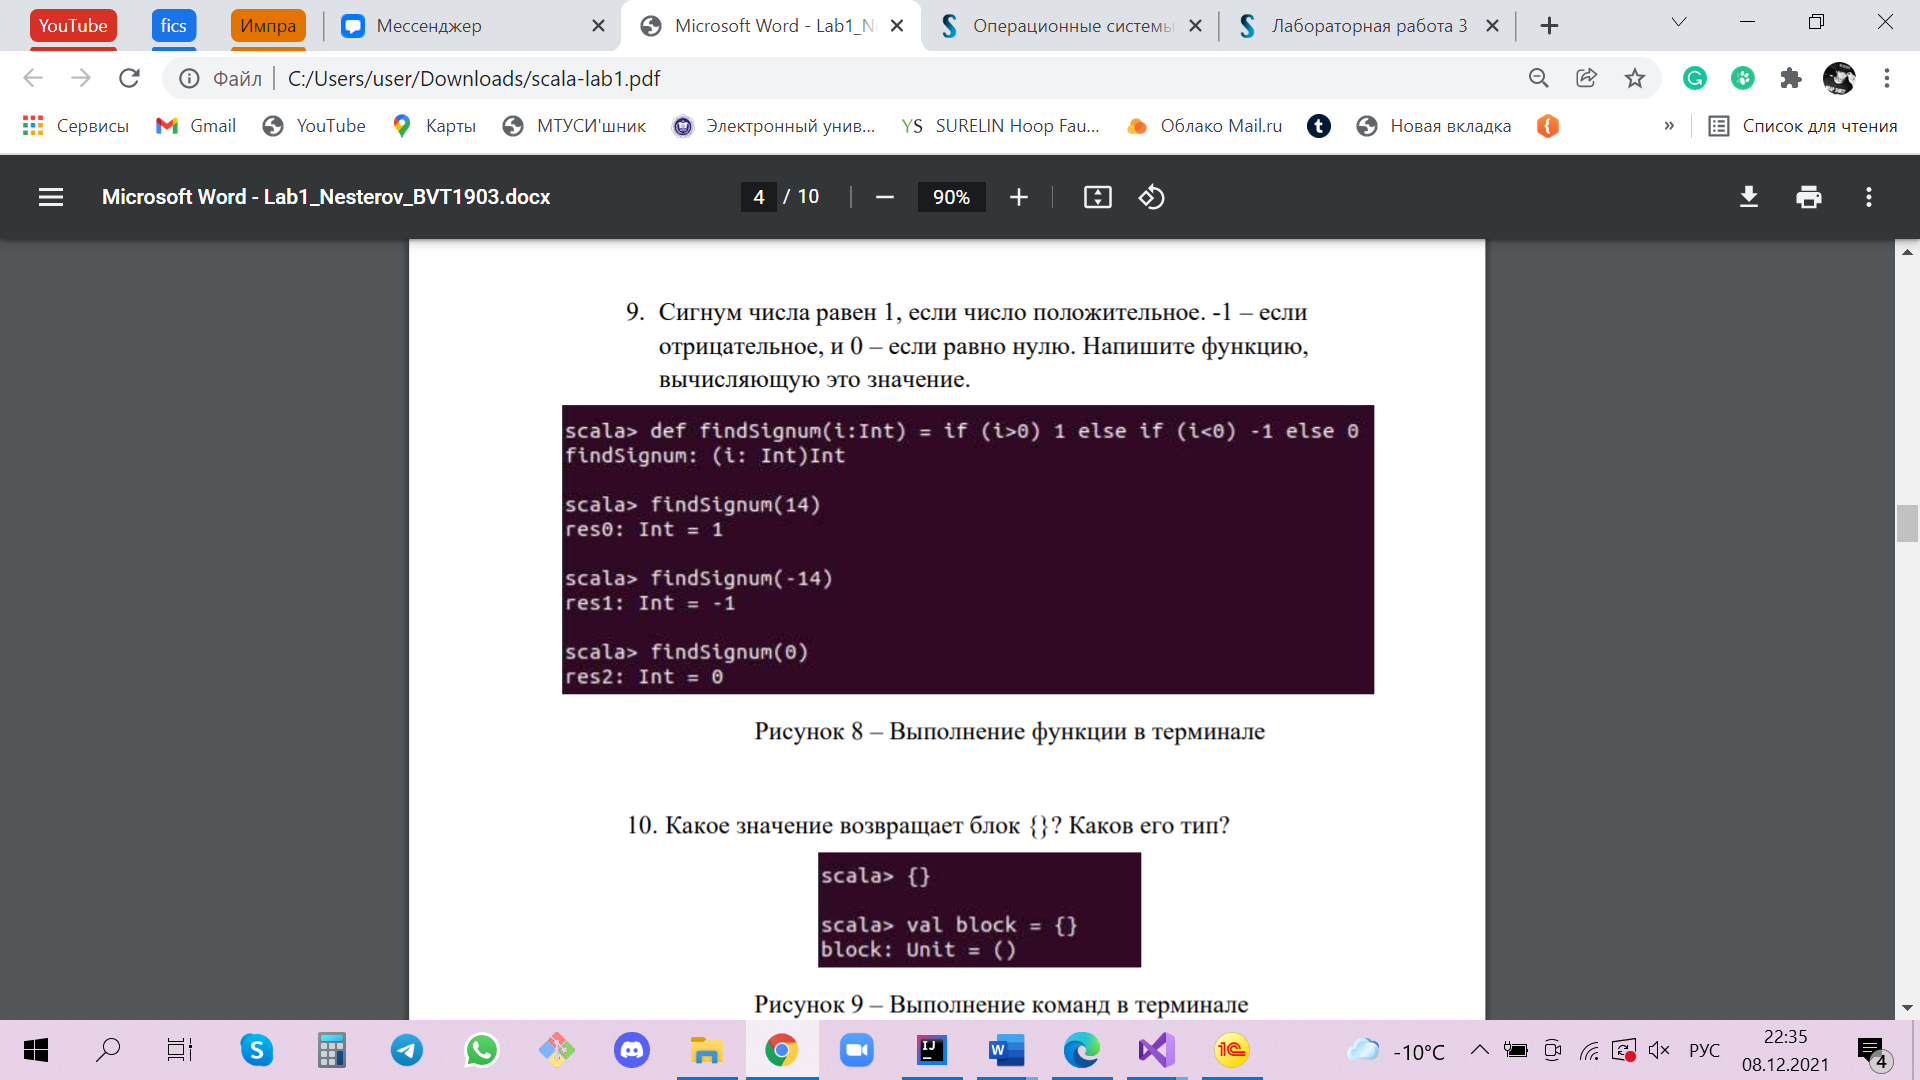 YouTube fics Импра Мессенджер Microsoft Word - Lab1_N Операционные системы Лабораторная работа 3
Файл C:/Users/user/Downloads/scala-lab1.pdf
Сервисы Gmail YouTube Карты МТУСИ'шник Электронный унив... YS SURELIN Hoop Fau... Облако Mail.ru Новая вкладка » Список для чтения
Microsoft Word - Lab1_Nesterov_BVT1903.docx 4 / 10 90%
9. Сигнум числа равен 1, если число положительное. -1 – если
отрицательное, и 0 – если равно нулю. Напишите функцию,
вычисляющую это значение.
scala> def findSignum(i:Int) = if (i>0) 1 else if (i<0) -1 else 0
findSignum: (i: Int)Int
scala> findSignum(14)
res0: Int = 1
scala> findSignum(-14)
res1: Int = -1
scala> findSignum(0)
res2: Int = 0
Рисунок 8 – Выполнение функции в терминале
10. Какое значение возвращает блок {}? Каков его тип?
scala> {}
scala> val block = {}
block: Unit = ()
Рисунок 9 – Выполнение команд в терминале
-10°C РУС 22:35
08.12.2021 4